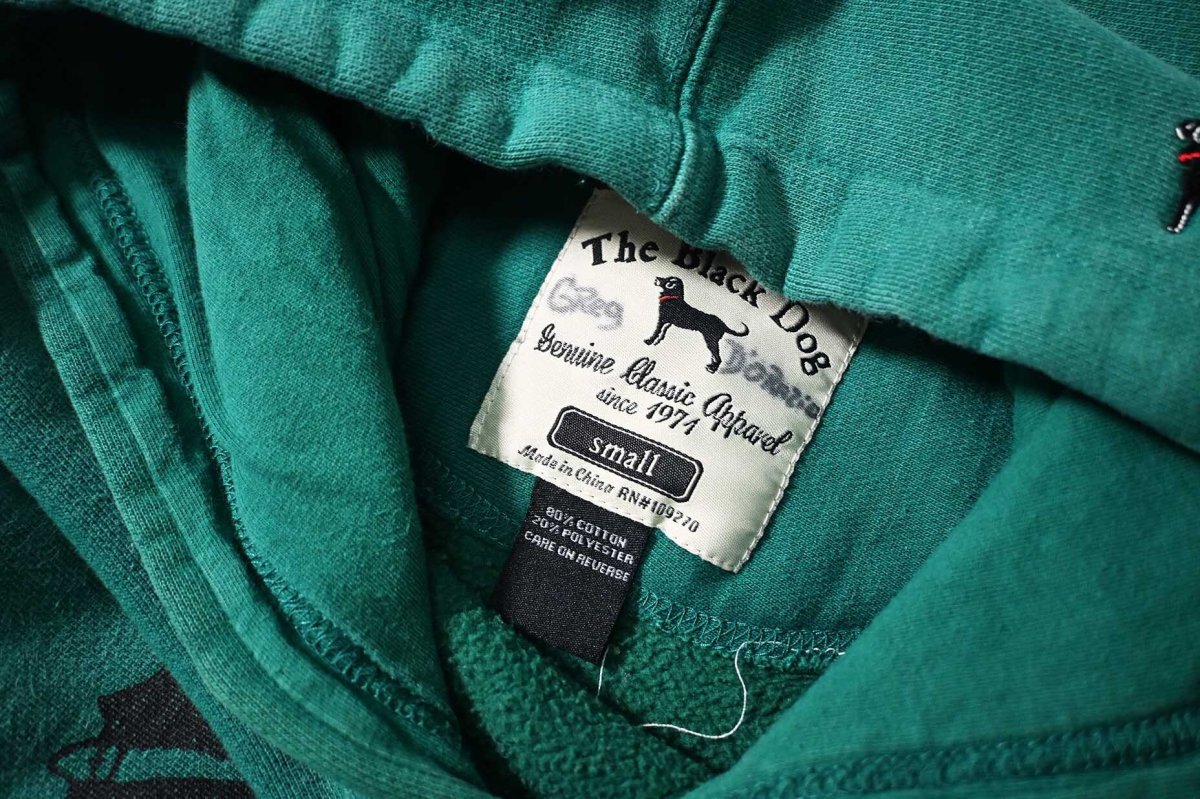 The Black Dog
Greg
Genuine Classic Apparel
since 1971
small
Made in China RN#109270
80% COTTON
20% POLYESTER
CARE ON REVERSE